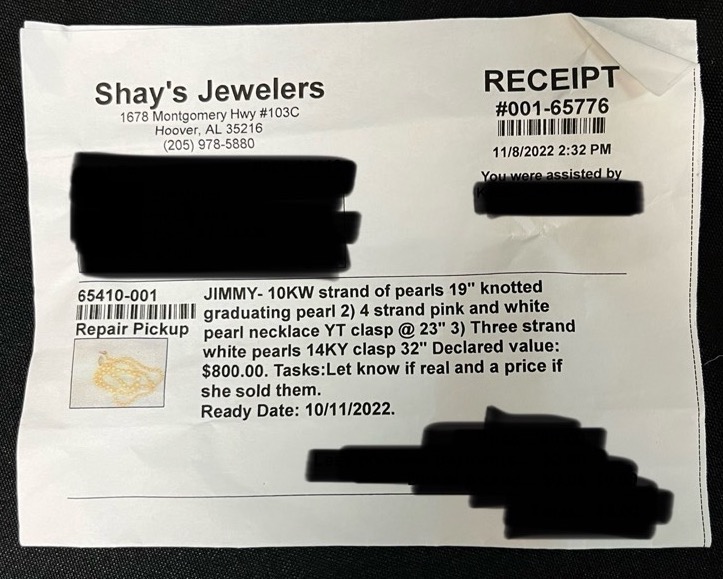 Shay's Jewelers
1678 Montgomery Hwy #103C
Hoover, AL 35216
(205) 978-5880
RECEIPT
#001-65776
11/8/2022 2:32 PM
You were assisted by
65410-001
Repair Pickup
JIMMY- 10KW strand of pearls 19" knotted
graduating pearl 2) 4 strand pink and white
pearl necklace YT clasp @ 23" 3) Three strand
white pearls 14KY clasp 32" Declared value:
$800.00. Tasks:Let know if real and a price if
she sold them.
Ready Date: 10/11/2022.